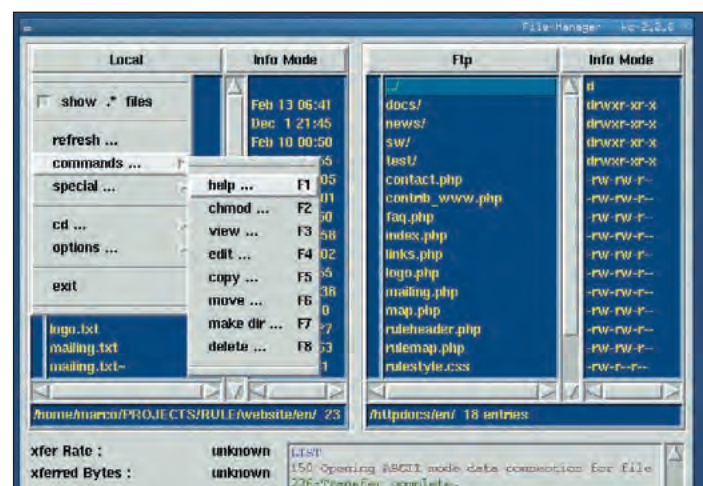 File-Manager
Local
Info Mode
Ftp
Info Mode
show .* files
refresh ...
commands ...
special ...
cd ...
options ...
exit
help ... F1
chmod ... F2
view ... F3
edit ... F4
copy ... F5
move ... F6
make dir ... F7
delete ... F8
Feb 13 06:41
Dec 1 21:45
Feb 10 00:50
logo.txt
mailing.txt
mailing.txt~
../ d
docs/ drwxr-xr-x
news/ drwxr-xr-x
sw/ drwxr-xr-x
test/ drwxr-xr-x
contact.php -rw-rw-r--
contrib_www.php -rw-rw-r--
faq.php -rw-rw-r--
index.php -rw-rw-r--
links.php -rw-rw-r--
logo.php -rw-rw-r--
mailing.php -rw-rw-r--
map.php -rw-rw-r--
ruleheader.php -rw-rw-r--
rulemap.php -rw-rw-r--
rulestyle.css -rw-r--r--
/home/marco/PROJECTS/RULE/website/en/ 23
/httpdocs/en/ 18 entries
xfer Rate : unknown
xferred Bytes : unknown
LIST
150 Opening ASCII mode data connection for file
226-Transfer complete.